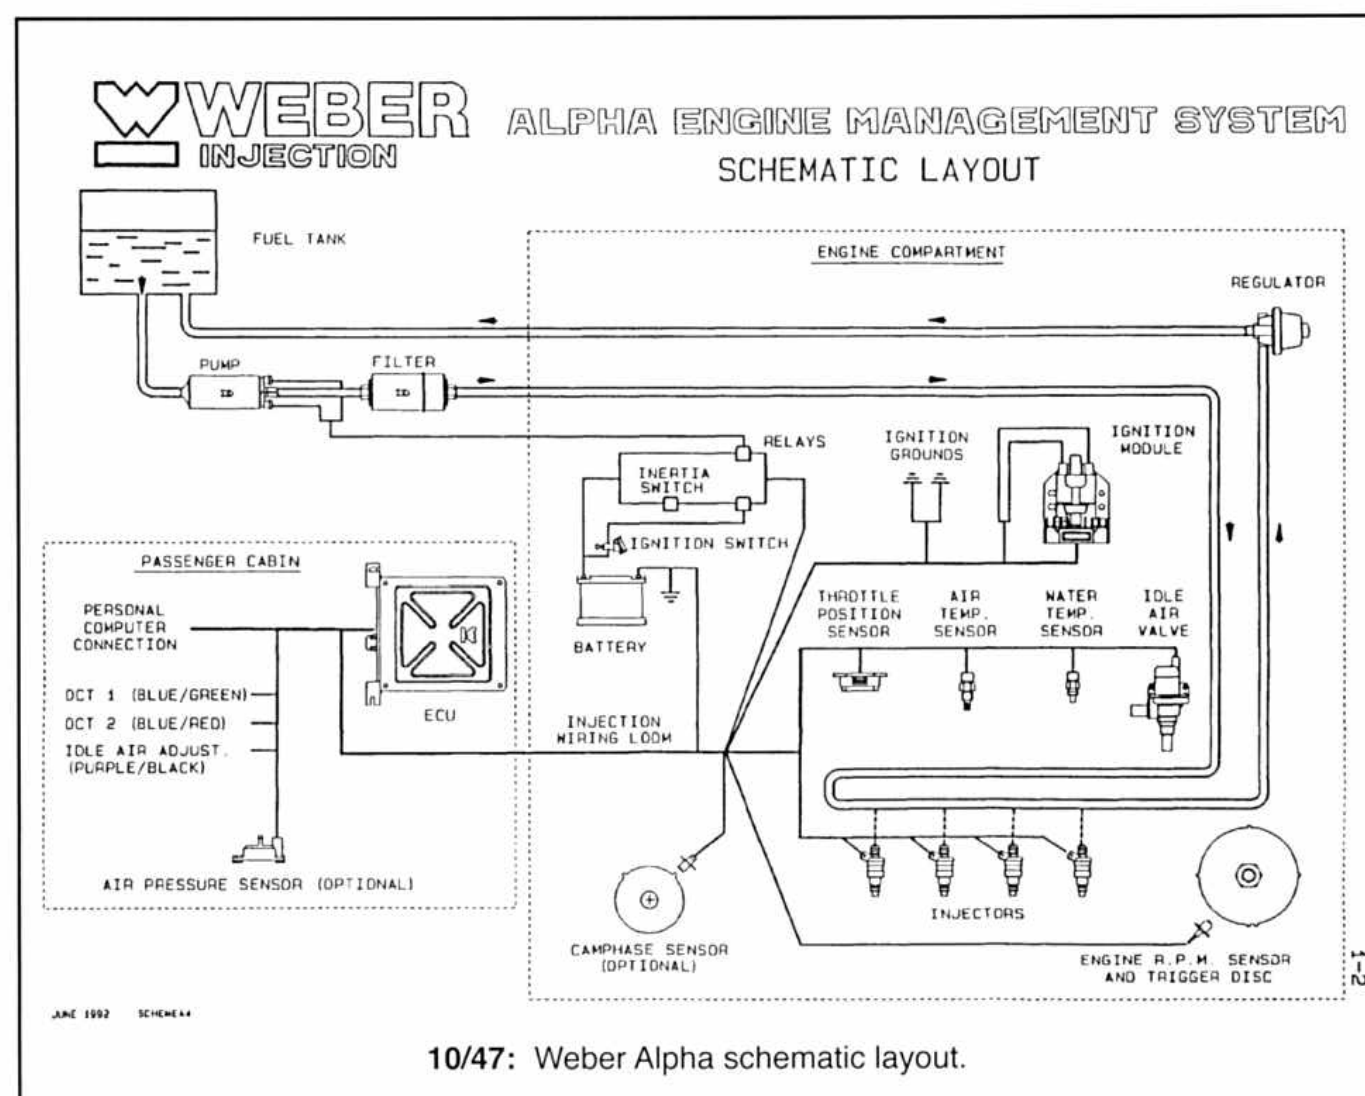 WEBER
INJECTION
ALPHA ENGINE MANAGEMENT SYSTEM
SCHEMATIC LAYOUT
FUEL TANK
ENGINE COMPARTMENT
REGULATOR
PUMP
FILTER
RELAYS
INERTIA
SWITCH
IGNITION
GROUNDS
IGNITION
MODULE
IGNITION SWITCH
PASSENGER CABIN
PERSONAL
COMPUTER
CONNECTION
BATTERY
THROTTLE
POSITION
SENSOR
AIR
TEMP.
SENSOR
WATER
TEMP.
SENSOR
IDLE
AIR
VALVE
OCT 1 (BLUE/GREEN)
OCT 2 (BLUE/RED)
IDLE AIR ADJUST.
(PURPLE/BLACK)
ECU
INJECTION
WIRING LOOM
AIR PRESSURE SENSOR (OPTIONAL)
INJECTORS
CAMPHASE SENSOR
(OPTIONAL)
ENGINE R.P.M. SENSOR
AND TRIGGER DISC
1-2
JUNE 1992 SCHEMEA4
10/47: Weber Alpha schematic layout.